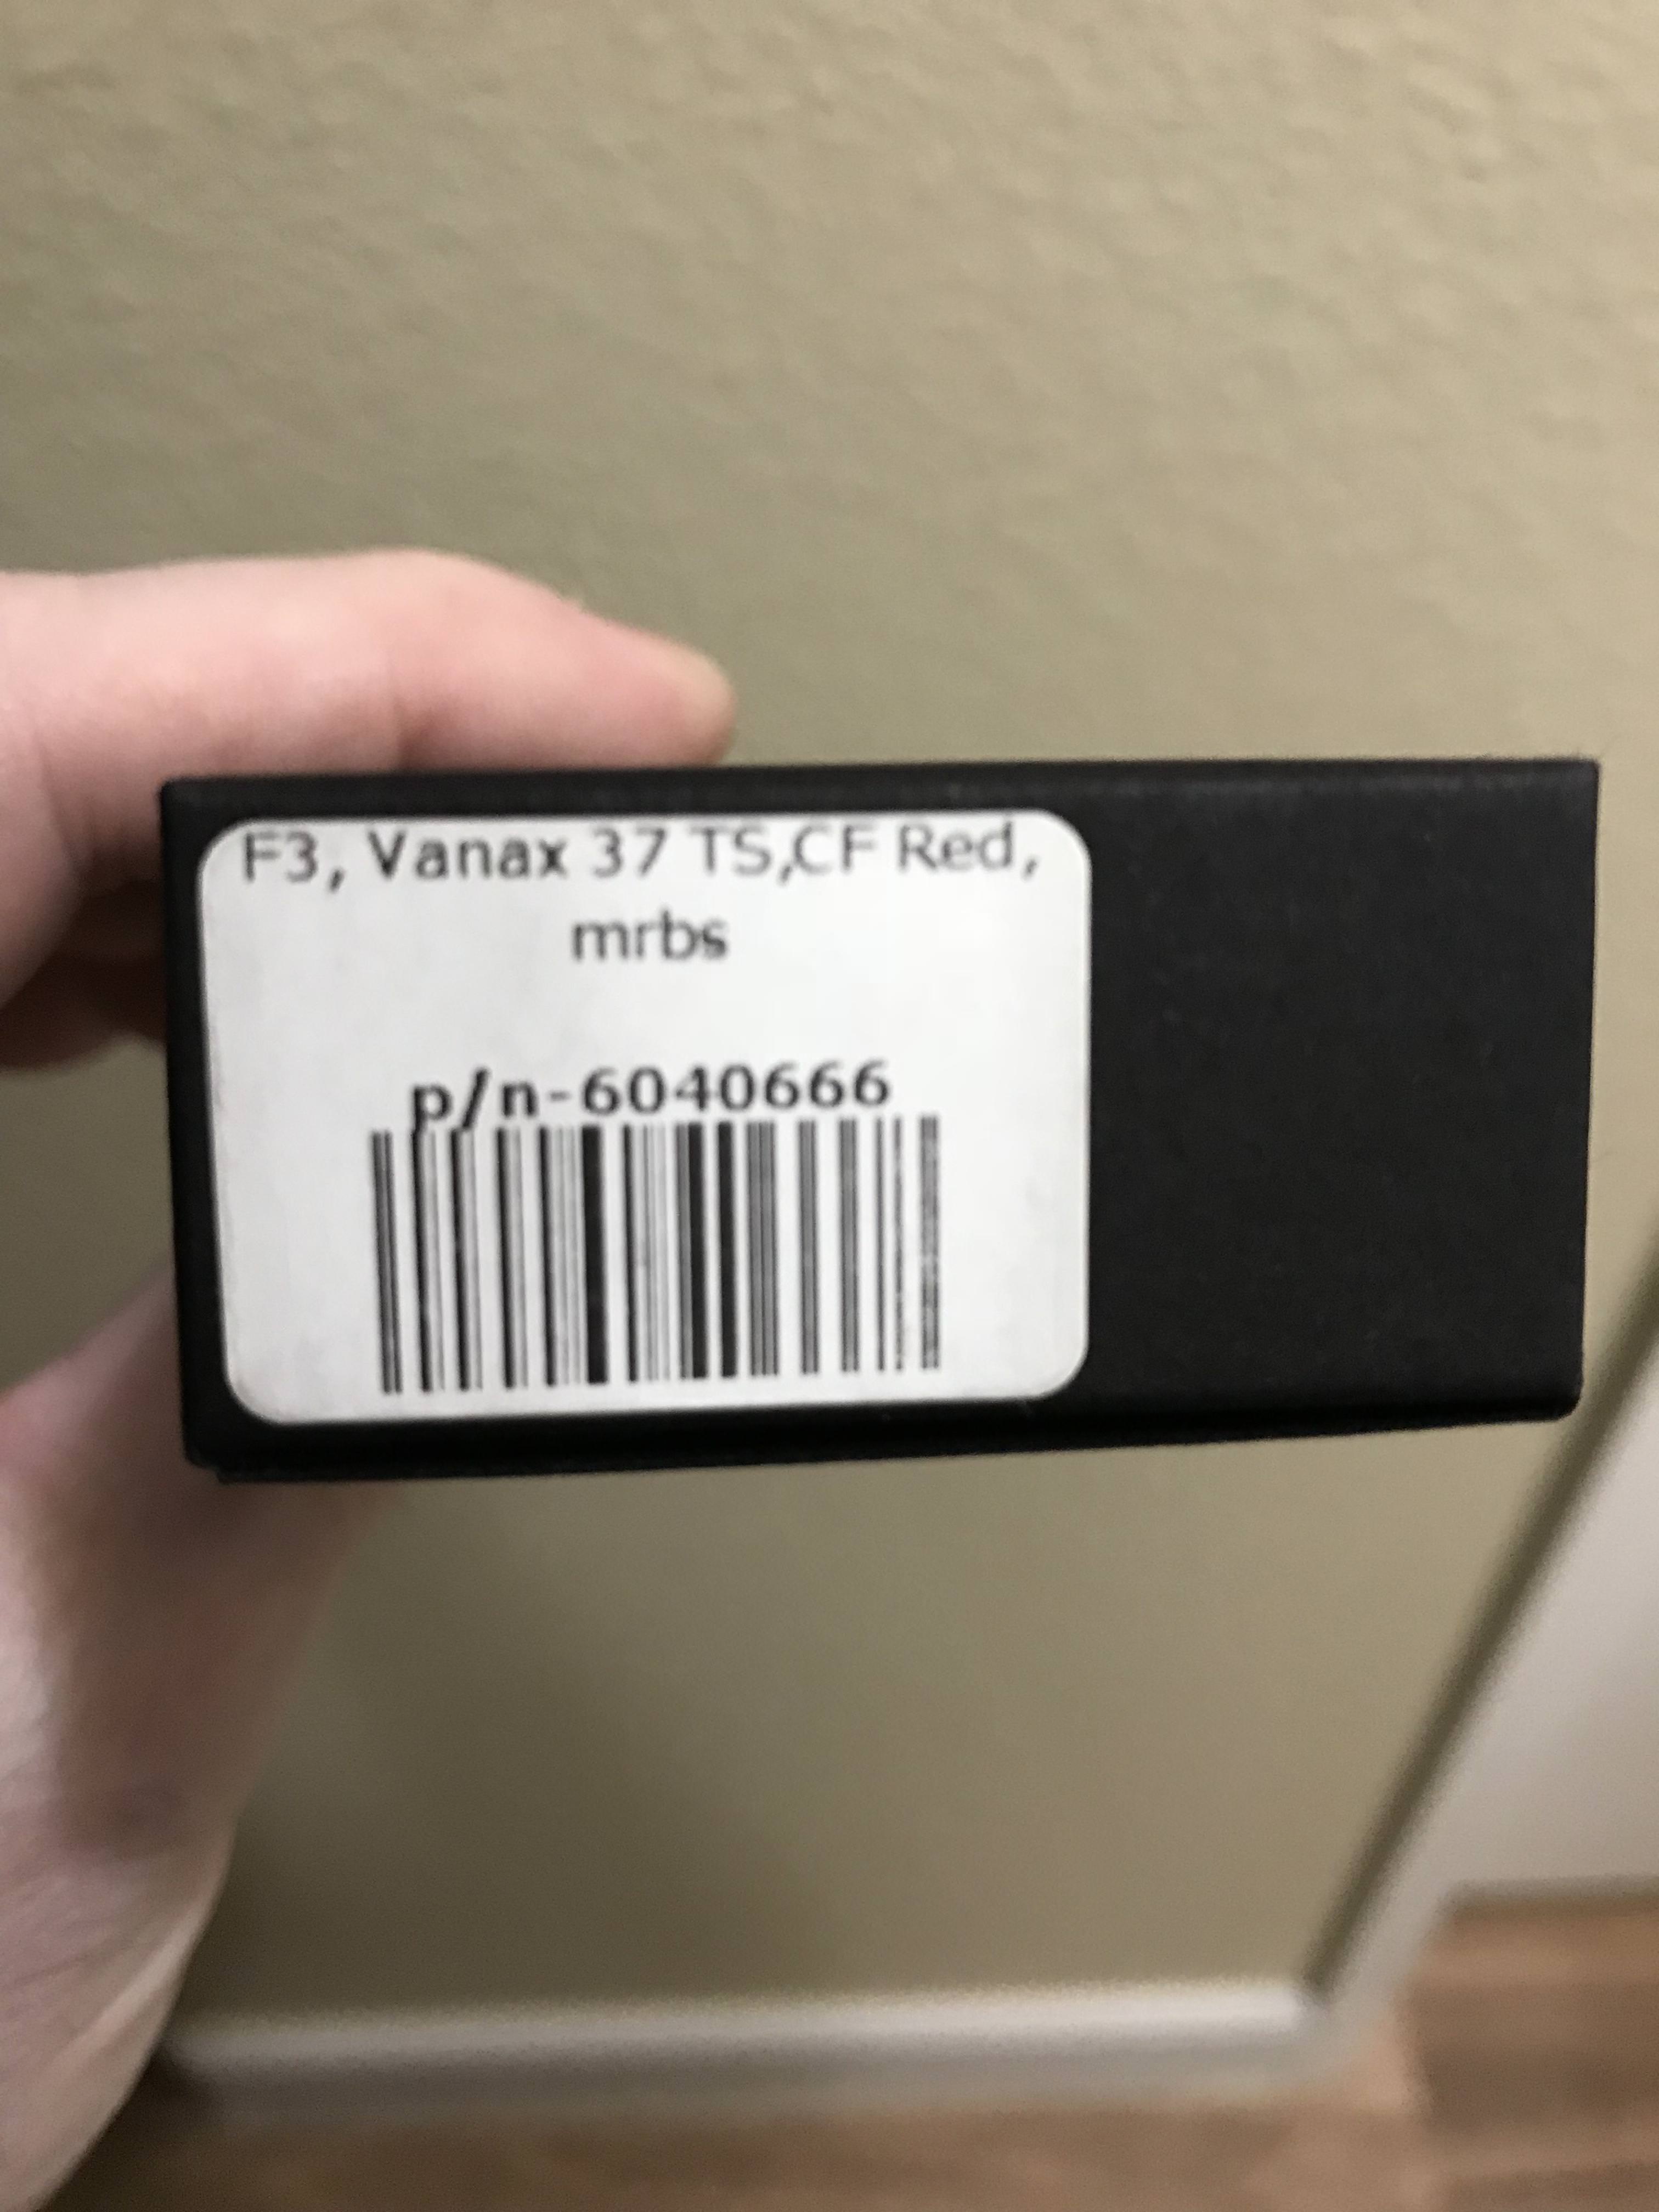 F3, Vanax 37 TS,CF Red,
mrbs
p/n-6040666